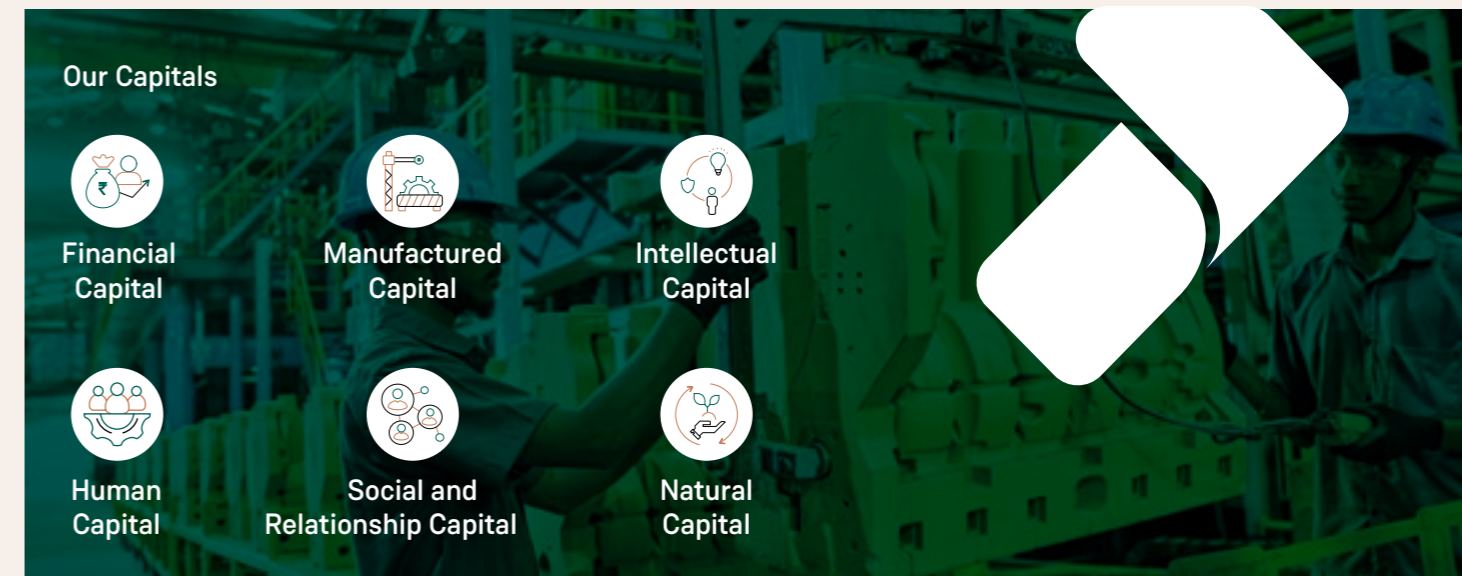 Our Capitals
₹
Financial
Capital
Manufactured
Capital
Intellectual
Capital
Human
Capital
Social and
Relationship Capital
Natural
Capital